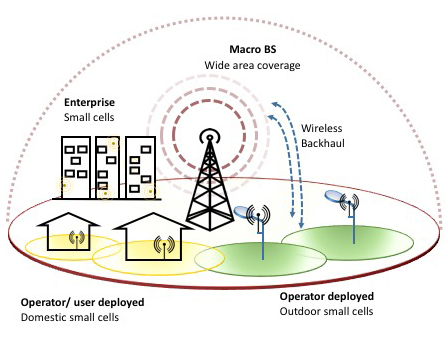 Macro BS
Wide area coverage
Enterprise
Small cells
Wireless
Backhaul
Operator/ user deployed
Domestic small cells
Operator deployed
Outdoor small cells